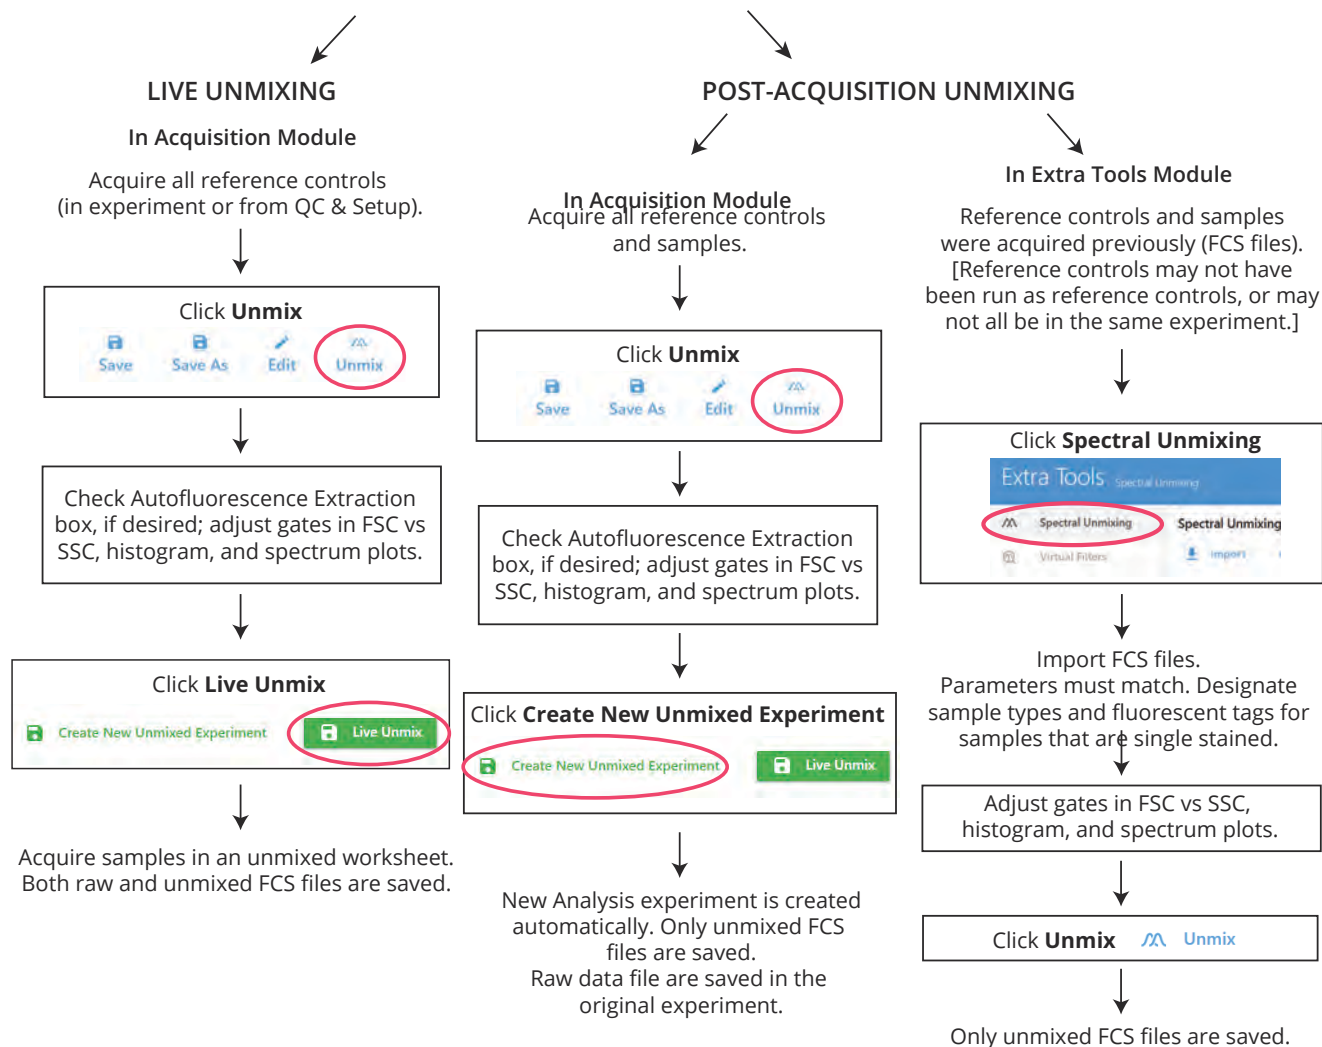 LIVE UNMIXING
In Acquisition Module
Acquire all reference controls
(in experiment or from QC & Setup).
Click Unmix
Save Save As Edit Unmix
Check Autofluorescence Extraction
box, if desired; adjust gates in FSC vs
SSC, histogram, and spectrum plots.
Click Live Unmix
Create New Unmixed Experiment Live Unmix
Acquire samples in an unmixed worksheet.
Both raw and unmixed FCS files are saved.
POST-ACQUISITION UNMIXING
In Acquisition Module
Acquire all reference controls
and samples.
Click Unmix
Save Save As Edit Unmix
Check Autofluorescence Extraction
box, if desired; adjust gates in FSC vs
SSC, histogram, and spectrum plots.
Click Create New Unmixed Experiment
Create New Unmixed Experiment Live Unmix
New Analysis experiment is created
automatically. Only unmixed FCS
files are saved.
Raw data file are saved in the
original experiment.
In Extra Tools Module
Reference controls and samples
were acquired previously (FCS files).
[Reference controls may not have
been run as reference controls, or may
not all be in the same experiment.]
Click Spectral Unmixing
Extra Tools Spectral Unmixing
Spectral Unmixing Spectral Unmixing
Virtual Filters Import
Import FCS files.
Parameters must match. Designate
sample types and fluorescent tags for
samples that are single stained.
Adjust gates in FSC vs SSC,
histogram, and spectrum plots.
Click Unmix Unmix
Only unmixed FCS files are saved.